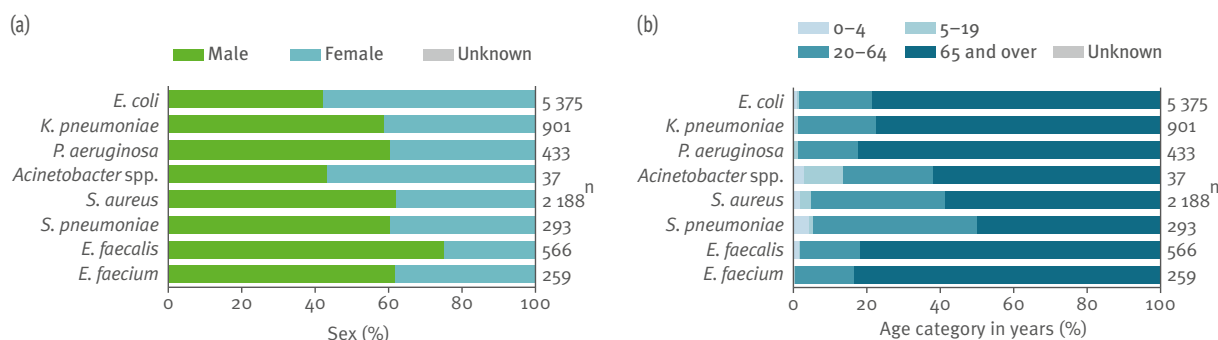 (a)
Male Female Unknown
E. coli 5 375
K. pneumoniae 901
P. aeruginosa 433
Acinetobacter spp. 37
S. aureus 2 188
S. pneumoniae 293
E. faecalis 566
E. faecium 259
n
0 20 40 60 80 100
Sex (%)
(b)
0–4 5–19
20–64 65 and over Unknown
E. coli 5 375
K. pneumoniae 901
P. aeruginosa 433
Acinetobacter spp. 37
S. aureus 2 188
S. pneumoniae 293
E. faecalis 566
E. faecium 259
n
0 20 40 60 80 100
Age category in years (%)